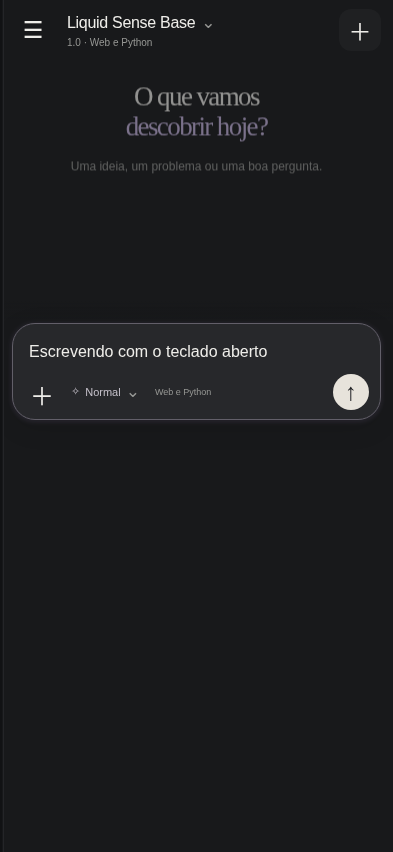 Liquid Sense Base
1.0 · Web e Python
O que vamos
descobrir hoje?
Uma ideia, um problema ou uma boa pergunta.
Escrevendo com o teclado aberto
Normal
Web e Python